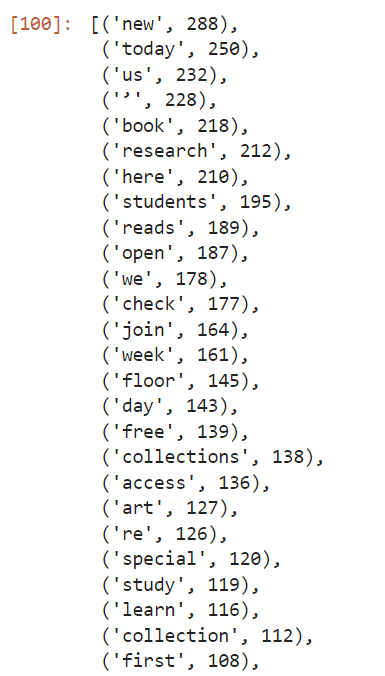 [100]: [('new', 288),
('today', 250),
('us', 232),
('’', 228),
('book', 218),
('research', 212),
('here', 210),
('students', 195),
('reads', 189),
('open', 187),
('we', 178),
('check', 177),
('join', 164),
('week', 161),
('floor', 145),
('day', 143),
('free', 139),
('collections', 138),
('access', 136),
('art', 127),
('re', 126),
('special', 120),
('study', 119),
('learn', 116),
('collection', 112),
('first', 108),